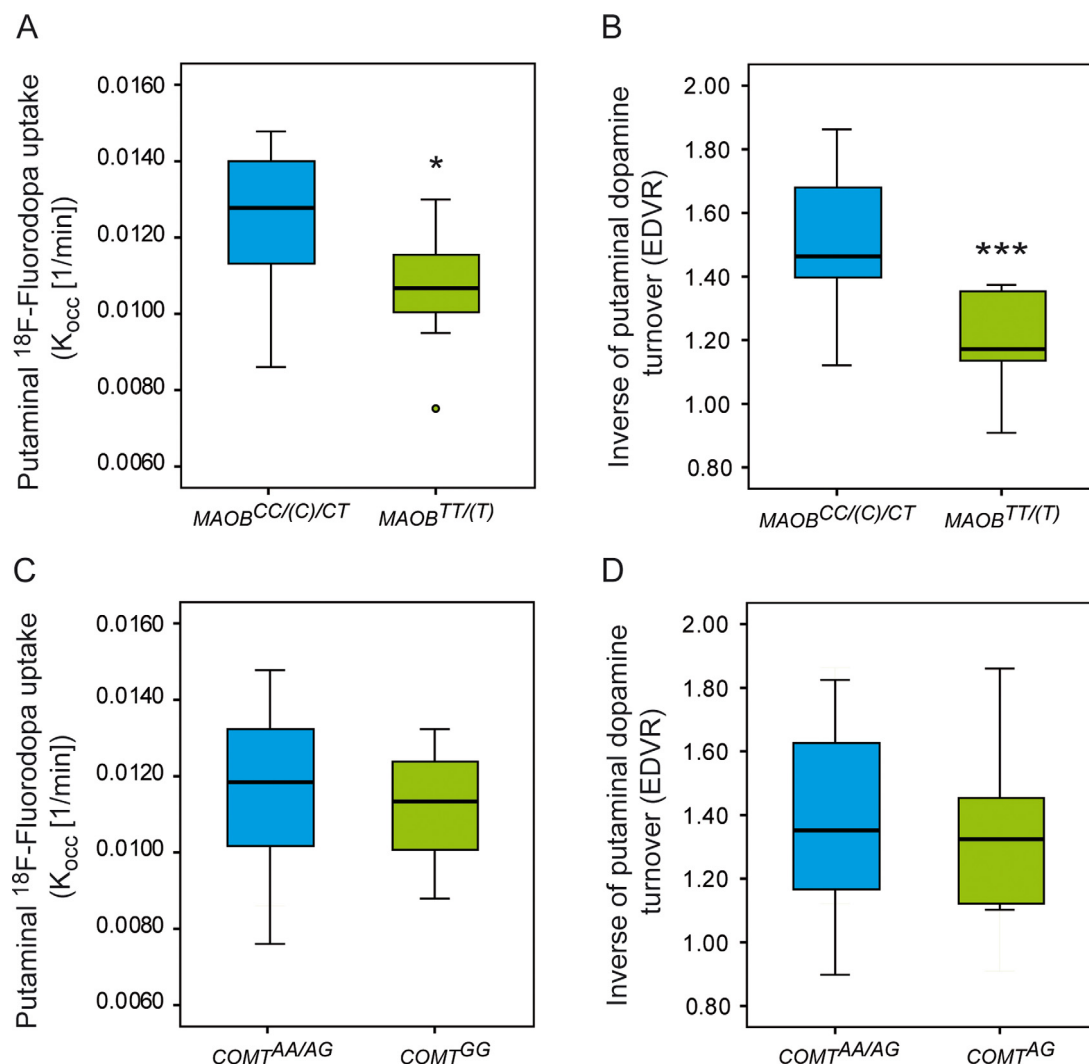 A
Putaminal 18F-Fluorodopa uptake
(Kocc [1/min])
0.0160
0.0140
0.0120
0.0100
0.0080
0.0060
*
MAOBCC/(C)/CT
MAOBTT/(T)
B
Inverse of putaminal dopamine
turnover (EDVR)
2.00
1.80
1.60
1.40
1.20
1.00
0.80
***
MAOBCC/(C)/CT
MAOBTT/(T)
C
Putaminal 18F-Fluorodopa uptake
(Kocc [1/min])
0.0160
0.0140
0.0120
0.0100
0.0080
0.0060
COMTAA/AG
COMTGG
D
Inverse of putaminal dopamine
turnover (EDVR)
2.00
1.80
1.60
1.40
1.20
1.00
0.80
COMTAA/AG
COMTAG